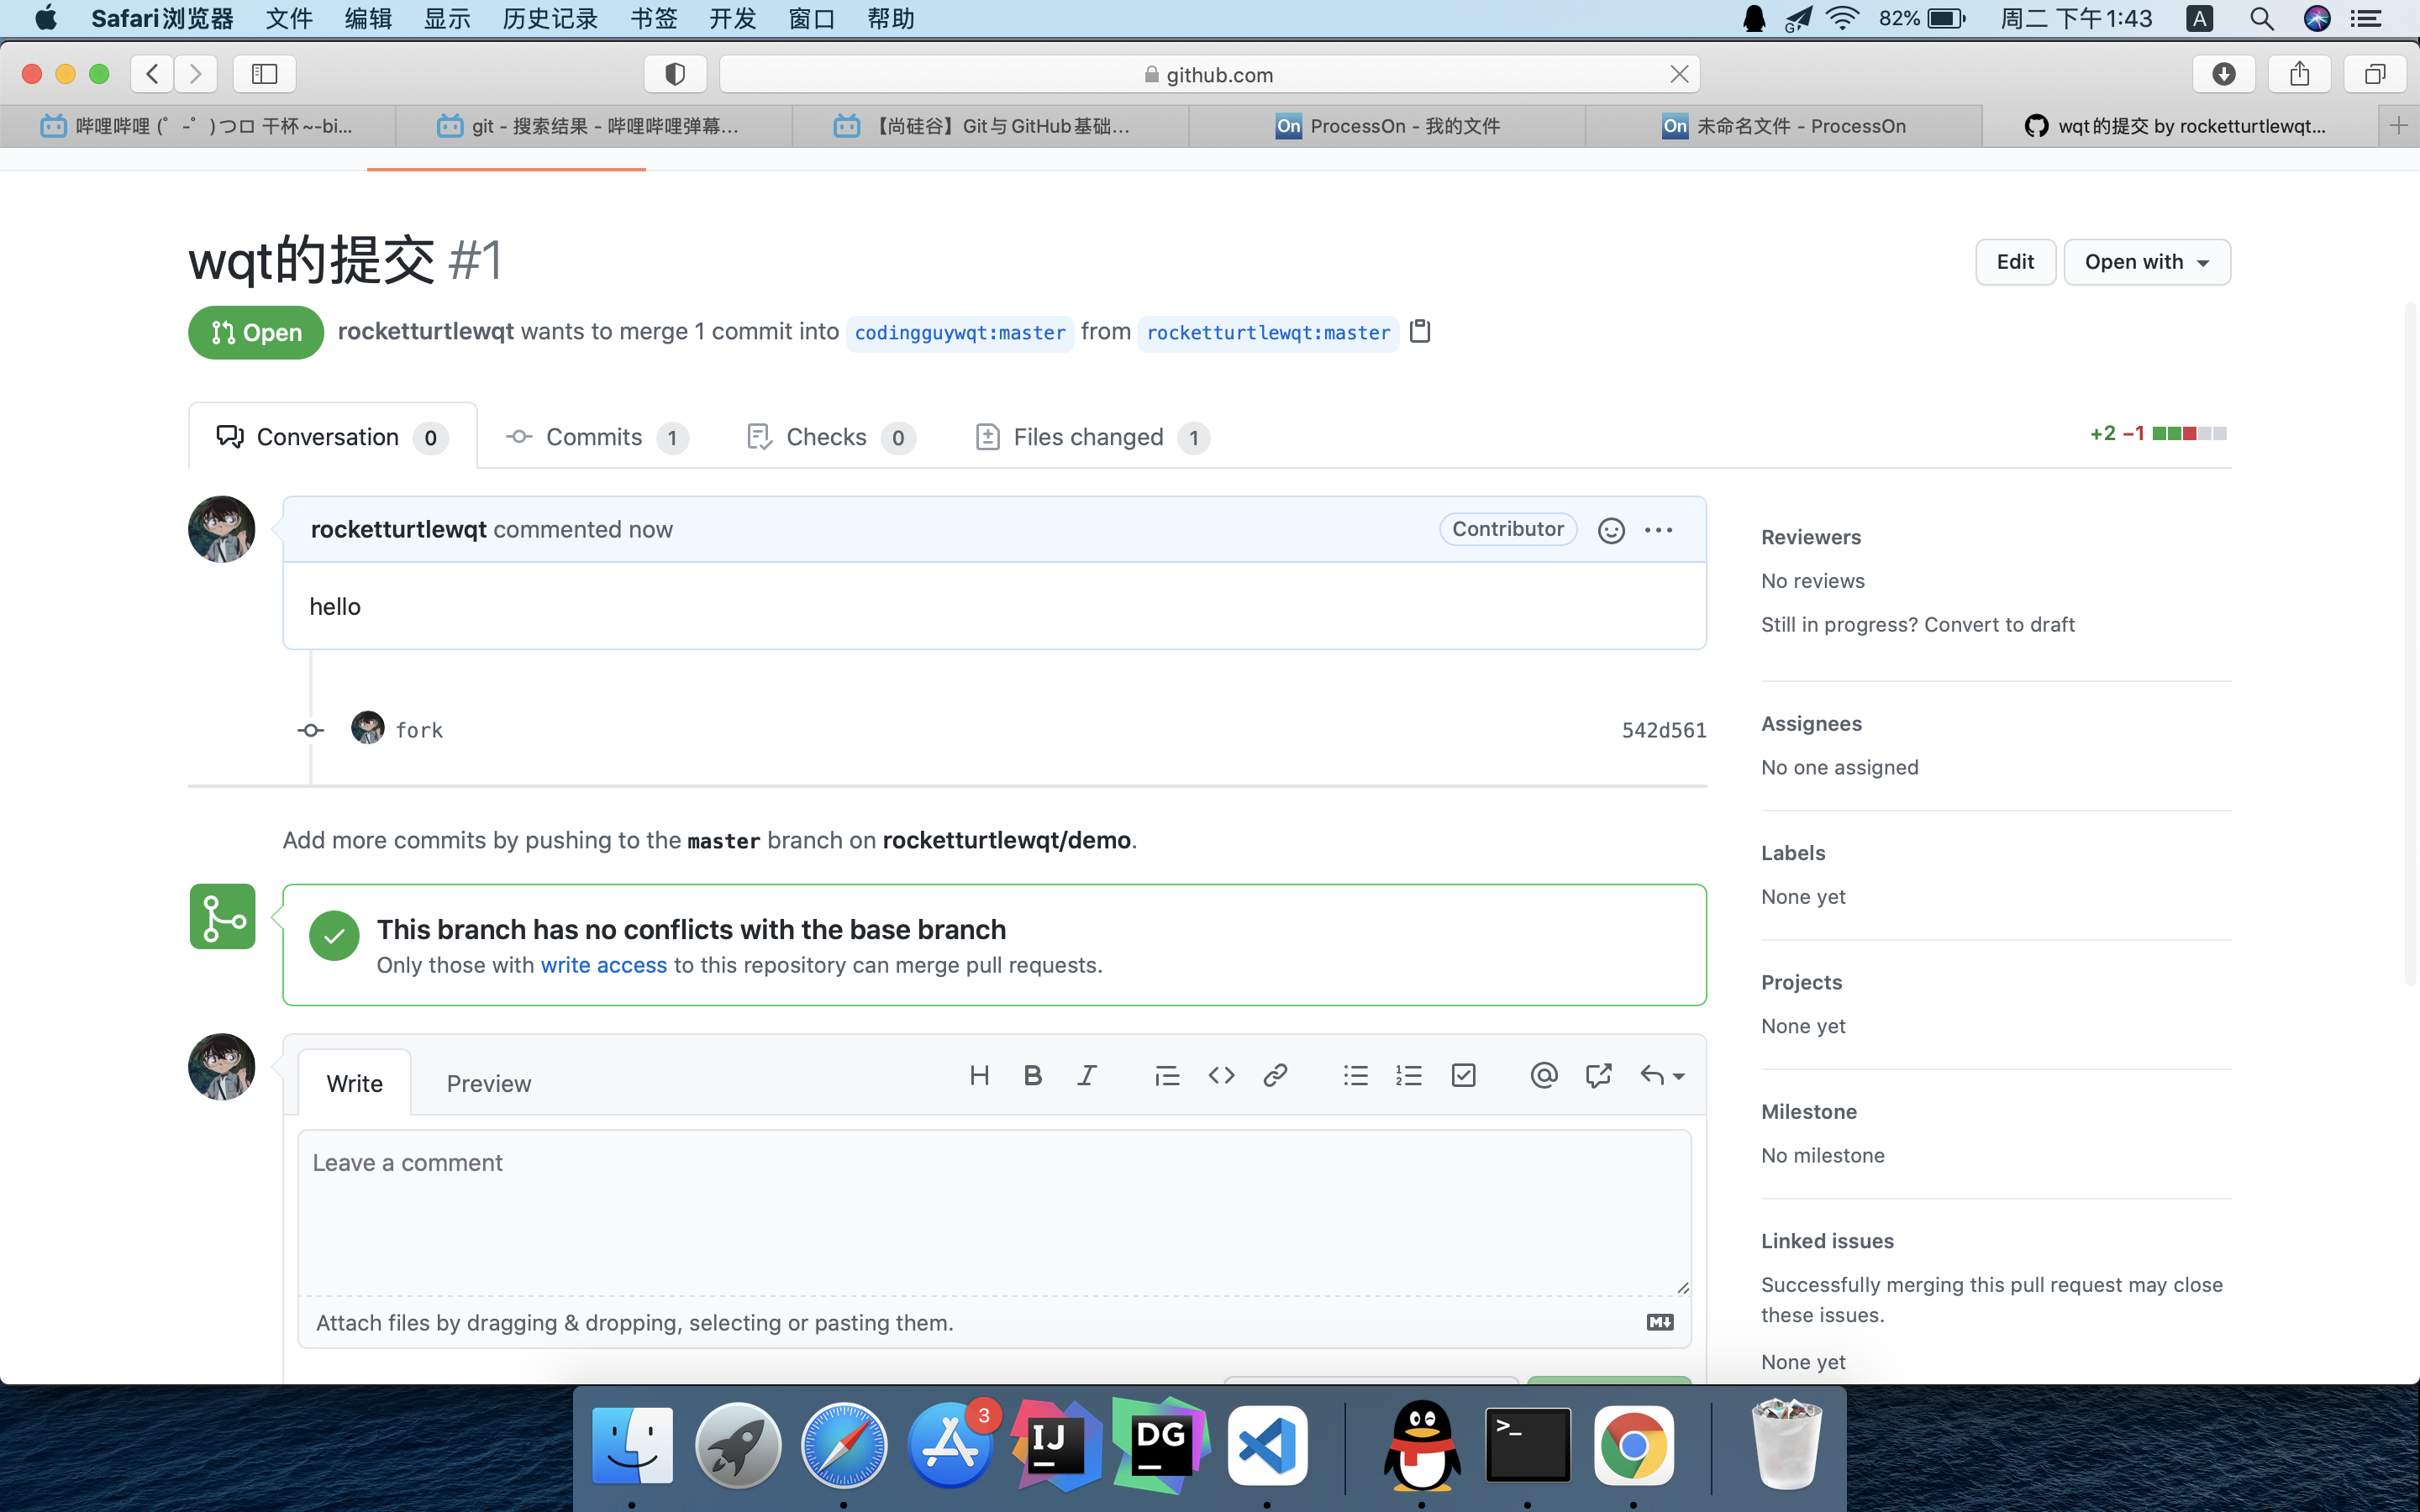 Safari浏览器 文件 编辑 显示 历史记录 书签 开发 窗口 帮助 82% 周二 下午1:43 A
github.com
哔哩哔哩 (゜-゜)つロ 干杯~-bi... git - 搜索结果 - 哔哩哔哩弹幕... 【尚硅谷】Git与GitHub基础... On ProcessOn - 我的文件 On 未命名文件 - ProcessOn wqt的提交 by rocketturtlewqt...
wqt的提交 #1
Edit Open with
Open rocketturtlewqt wants to merge 1 commit into codingguywqt:master from rocketturtlewqt:master
Conversation 0 Commits 1 Checks 0 Files changed 1
+2 −1
rocketturtlewqt commented now Contributor
hello
fork 542d561
Add more commits by pushing to the master branch on rocketturtlewqt/demo.
This branch has no conflicts with the base branch
Only those with write access to this repository can merge pull requests.
Write Preview
Leave a comment
Attach files by dragging & dropping, selecting or pasting them.
Reviewers
No reviews
Still in progress? Convert to draft
Assignees
No one assigned
Labels
None yet
Projects
None yet
Milestone
No milestone
Linked issues
Successfully merging this pull request may close
these issues.
None yet
3
IJ
DG
>_